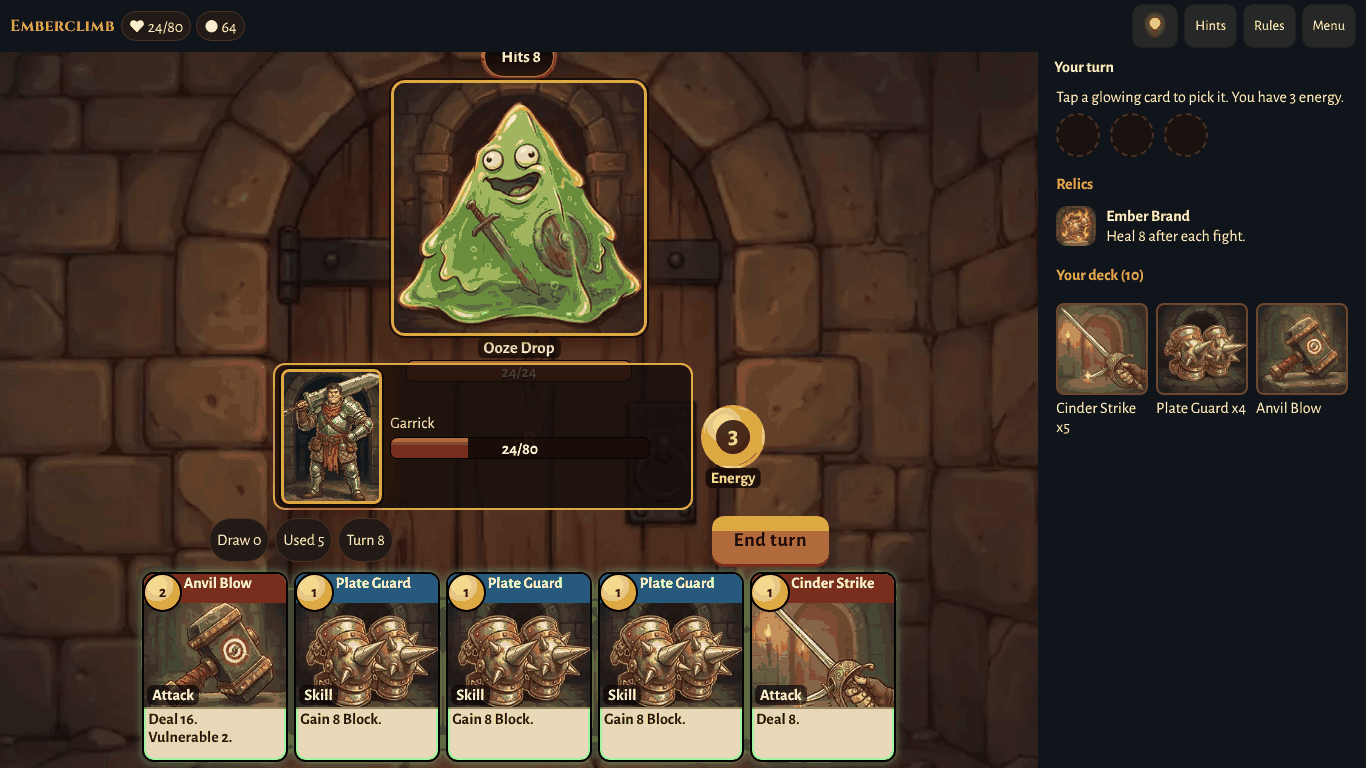 Emberclimb
24/80
64
Hints
Rules
Menu
Hits 8
Ooze Drop
24/24
Garrick
24/80
3
Energy
Draw 0
Used 5
Turn 8
End turn
2
Anvil Blow
Attack
Deal 16.
Vulnerable 2.
1
Plate Guard
Skill
Gain 8 Block.
1
Plate Guard
Skill
Gain 8 Block.
1
Plate Guard
Skill
Gain 8 Block.
1
Cinder Strike
Attack
Deal 8.
Your turn
Tap a glowing card to pick it. You have 3 energy.
Relics
Ember Brand
Heal 8 after each fight.
Your deck (10)
Cinder Strike
x5
Plate Guard x4
Anvil Blow